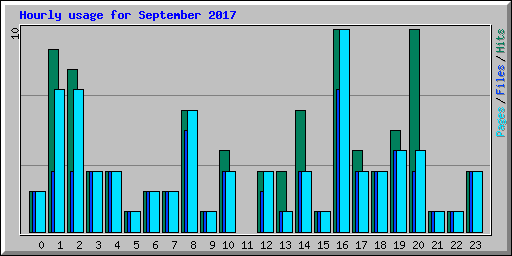 Hourly usage for September 2017
10
Pages / Files / Hits
0 1 2 3 4 5 6 7 8 9 10 11 12 13 14 15 16 17 18 19 20 21 22 23